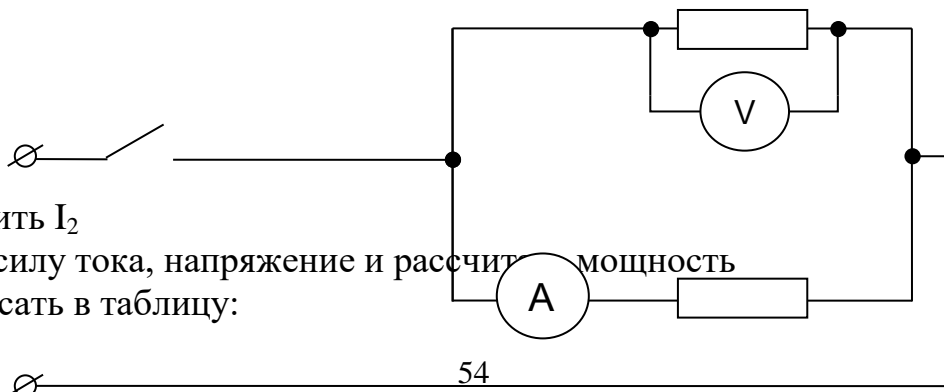 V
ить I₂
силу тока, напряжение и рассчит мощность
A
сать в таблицу:
54